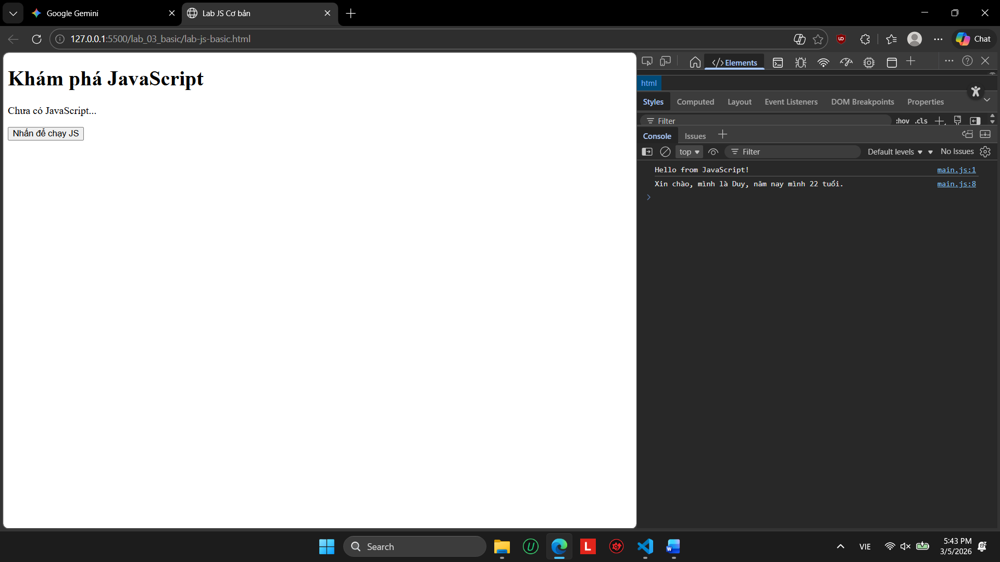 Google Gemini
Lab JS Cơ bản
127.0.0.1:5500/lab_03_basic/lab-js-basic.html
Chat
Khám phá JavaScript
Chưa có JavaScript...
Nhấn để chạy JS
Elements
html
Styles Computed Layout Event Listeners DOM Breakpoints Properties
Filter :hov .cls
Console Issues
top Filter Default levels No Issues
Hello from JavaScript! main.js:1
Xin chào, mình là Duy, năm nay mình 22 tuổi. main.js:8
Search
VIE
5:43 PM
3/5/2026